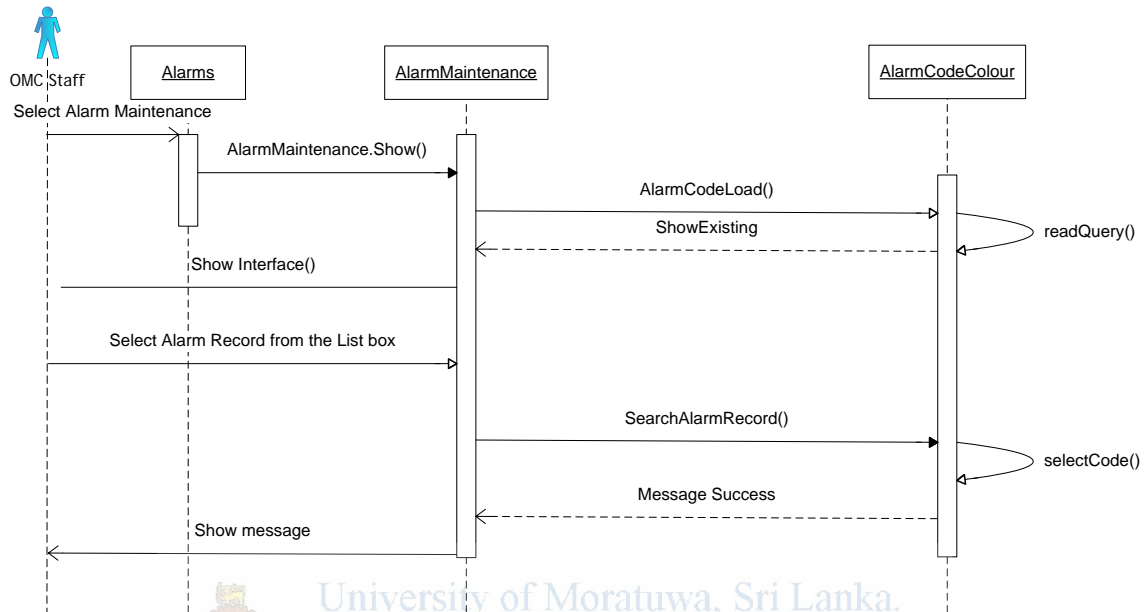 OMC Staff
Alarms
AlarmMaintenance
AlarmCodeColour
Select Alarm Maintenance
AlarmMaintenance.Show()
AlarmCodeLoad()
ShowExisting
readQuery()
Show Interface()
Select Alarm Record from the List box
SearchAlarmRecord()
selectCode()
Message Success
Show message
University of Moratuwa, Sri Lanka.